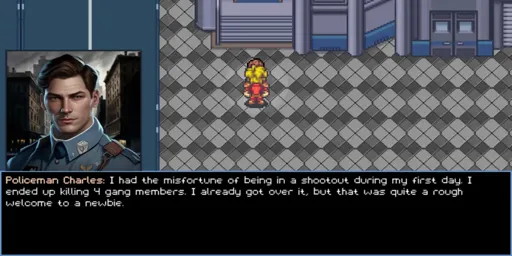 Policeman Charles: I had the misfortune of being in a shootout during my first day. I
ended up killing 4 gang members. I already got over it, but that was quite a rough
welcome to a newbie.